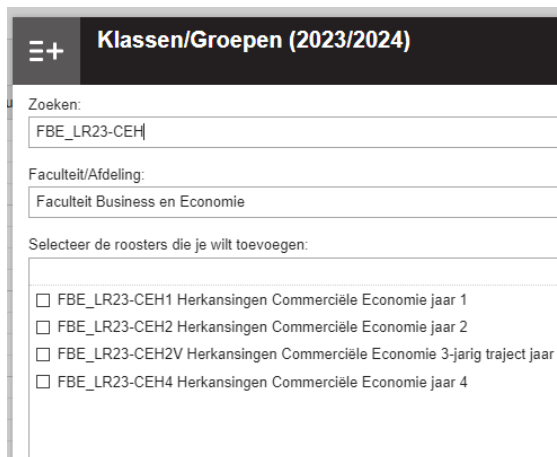 Klassen/Groepen (2023/2024)
Zoeken:
FBE_LR23-CEH
Faculteit/Afdeling:
Faculteit Business en Economie
Selecteer de roosters die je wilt toevoegen:
FBE_LR23-CEH1 Herkansingen Commerciële Economie jaar 1
FBE_LR23-CEH2 Herkansingen Commerciële Economie jaar 2
FBE_LR23-CEH2V Herkansingen Commerciële Economie 3-jarig traject jaar
FBE_LR23-CEH4 Herkansingen Commerciële Economie jaar 4